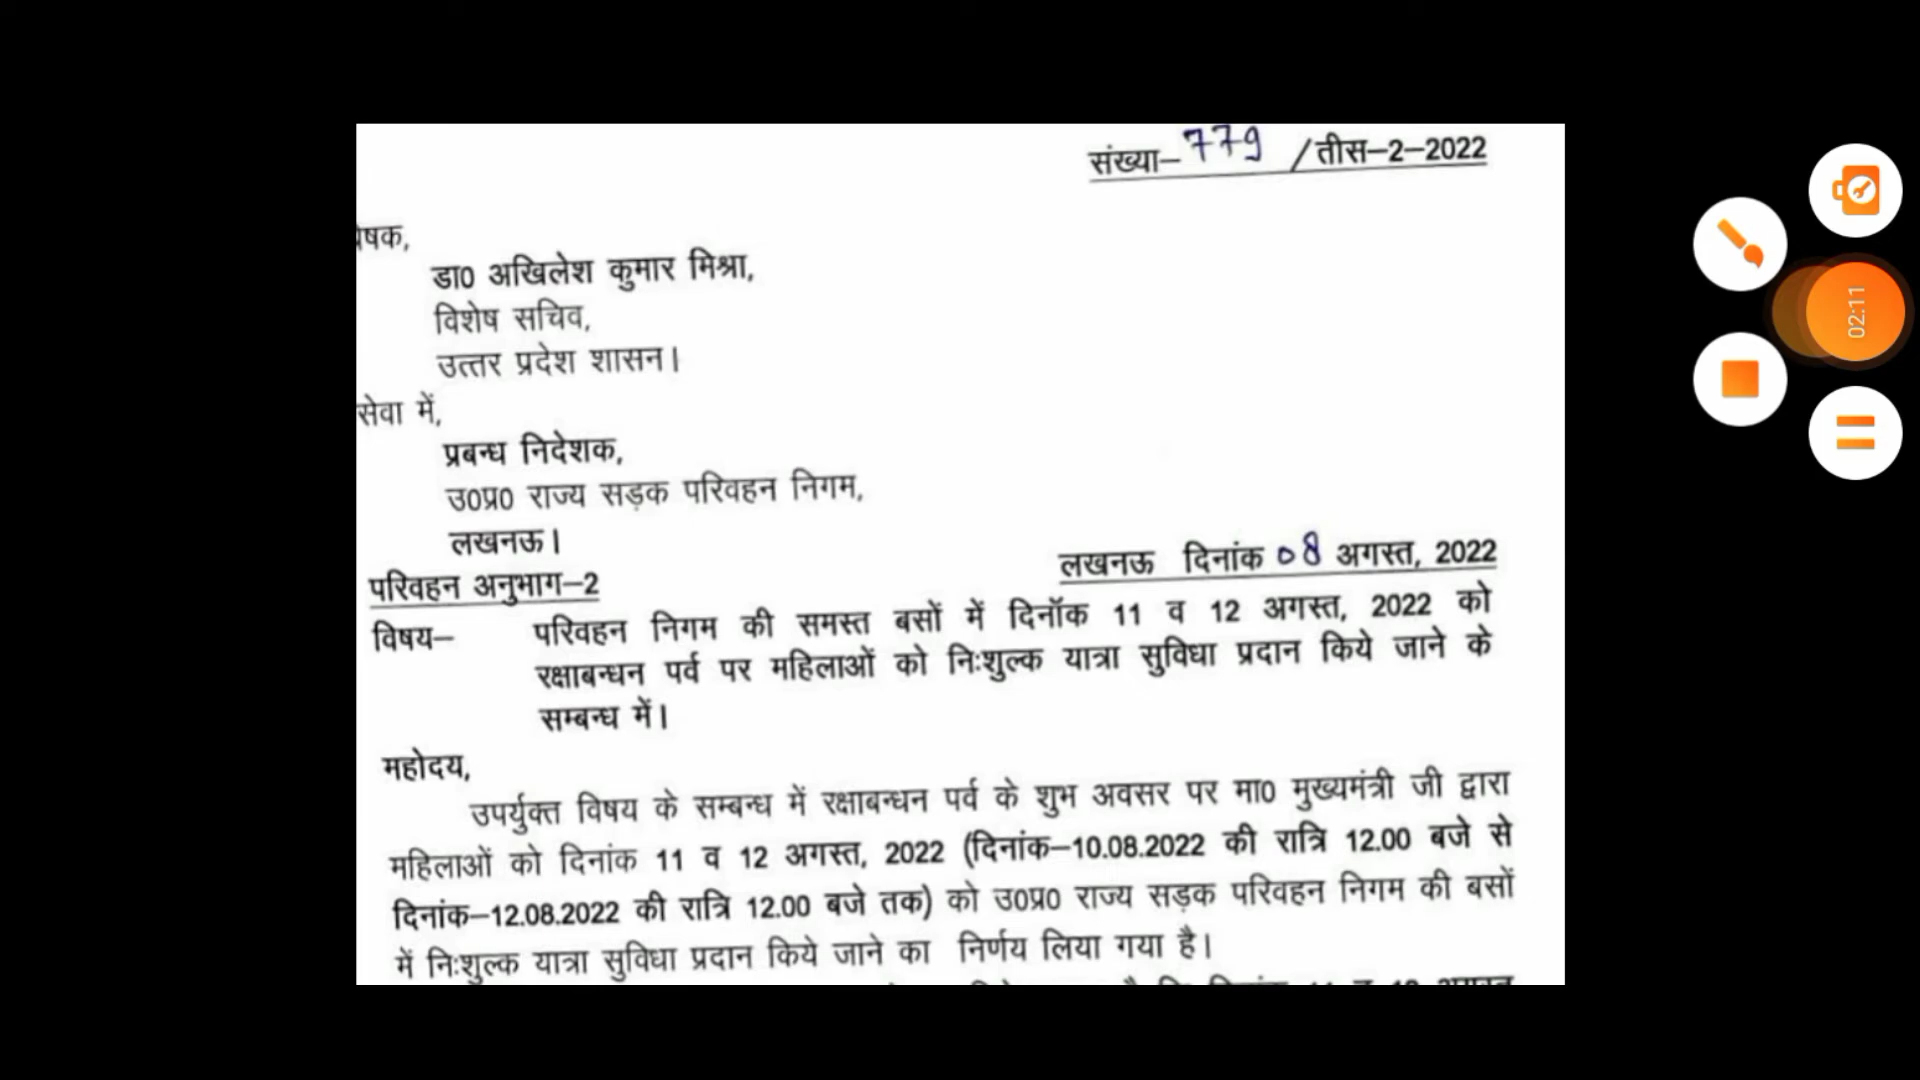 संख्या–779 /तीस–2–2022
षक,
डा0 अखिलेश कुमार मिश्रा,
विशेष सचिव,
उत्तर प्रदेश शासन।
सेवा में,
प्रबन्ध निदेशक,
उ0प्र0 राज्य सड़क परिवहन निगम,
लखनऊ।
परिवहन अनुभाग–2
लखनऊ दिनांक 08 अगस्त, 2022
विषय– परिवहन निगम की समस्त बसों में दिनॉक 11 व 12 अगस्त, 2022 को
रक्षाबन्धन पर्व पर महिलाओं को निःशुल्क यात्रा सुविधा प्रदान किये जाने के
सम्बन्ध में।
महोदय,
उपर्युक्त विषय के सम्बन्ध में रक्षाबन्धन पर्व के शुभ अवसर पर मा0 मुख्यमंत्री जी द्वारा
महिलाओं को दिनांक 11 व 12 अगस्त, 2022 (दिनांक–10.08.2022 की रात्रि 12.00 बजे से
दिनांक–12.08.2022 की रात्रि 12.00 बजे तक) को उ0प्र0 राज्य सड़क परिवहन निगम की बसों
में निःशुल्क यात्रा सुविधा प्रदान किये जाने का निर्णय लिया गया है।
02:11